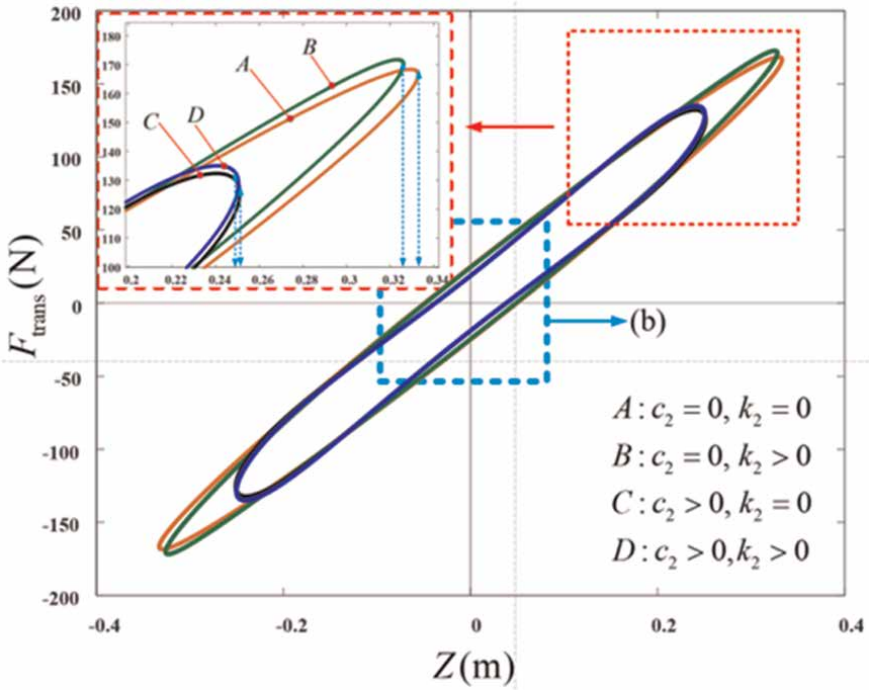 200
150
100
50
0
-50
-100
-150
-200
F_trans (N)
180
170
160
150
140
130
120
110
100
0.2 0.22 0.24 0.26 0.28 0.3 0.32 0.34
A
B
C
D
(b)
A: c₂ = 0, k₂ = 0
B: c₂ = 0, k₂ > 0
C: c₂ > 0, k₂ = 0
D: c₂ > 0, k₂ > 0
-0.4 -0.2 0 0.2 0.4
Z(m)